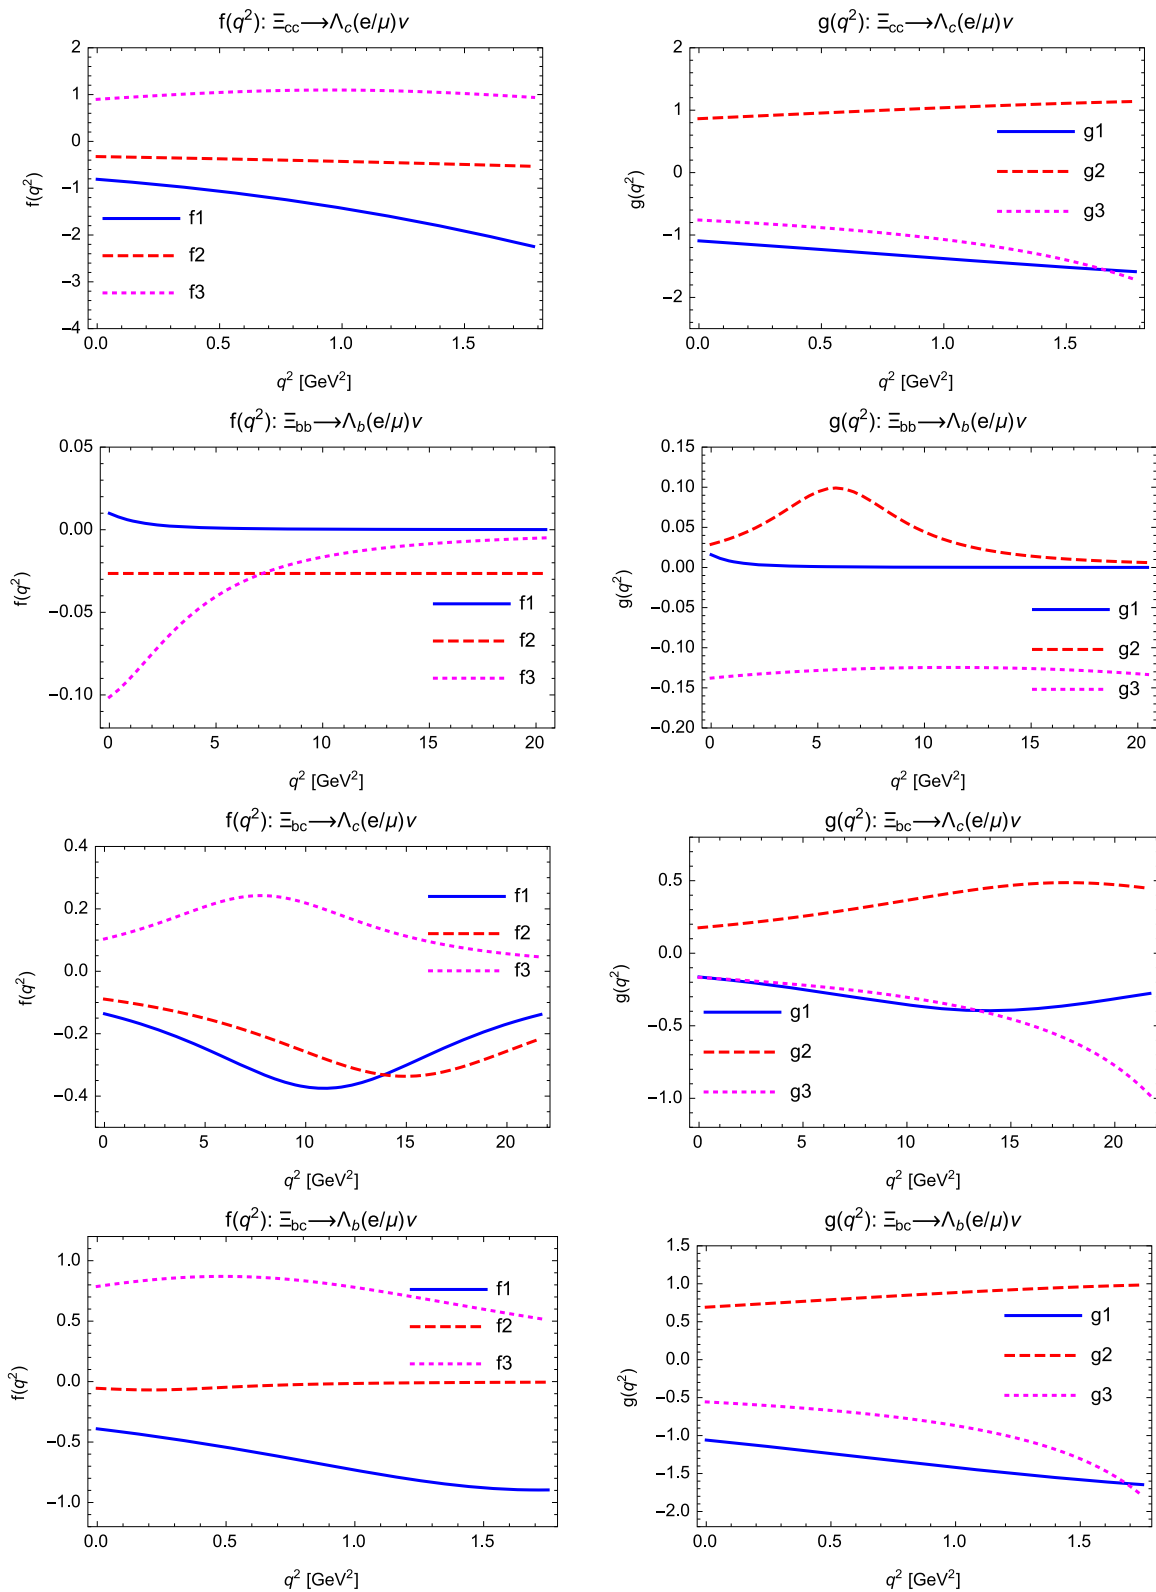 f(q²): Ξcc⟶Λc(e/μ)ν
2
1
0
−1
−2
−3
−4
f(q²)
f1
f2
f3
0.0 0.5 1.0 1.5
q² [GeV²]
g(q²): Ξcc⟶Λc(e/μ)ν
2
1
0
−1
−2
g(q²)
g1
g2
g3
0.0 0.5 1.0 1.5
q² [GeV²]
f(q²): Ξbb⟶Λb(e/μ)ν
0.05
0.00
−0.05
−0.10
f(q²)
f1
f2
f3
0 5 10 15 20
q² [GeV²]
g(q²): Ξbb⟶Λb(e/μ)ν
0.15
0.10
0.05
0.00
−0.05
−0.10
−0.15
−0.20
g(q²)
g1
g2
g3
0 5 10 15 20
q² [GeV²]
f(q²): Ξbc⟶Λc(e/μ)ν
0.4
0.2
0.0
−0.2
−0.4
f(q²)
f1
f2
f3
0 5 10 15 20
q² [GeV²]
g(q²): Ξbc⟶Λc(e/μ)ν
0.5
0.0
−0.5
−1.0
g(q²)
g1
g2
g3
0 5 10 15 20
q² [GeV²]
f(q²): Ξbc⟶Λb(e/μ)ν
1.0
0.5
0.0
−0.5
−1.0
f(q²)
f1
f2
f3
0.0 0.5 1.0 1.5
q² [GeV²]
g(q²): Ξbc⟶Λb(e/μ)ν
1.5
1.0
0.5
0.0
−0.5
−1.0
−1.5
−2.0
g(q²)
g1
g2
g3
0.0 0.5 1.0 1.5
q² [GeV²]